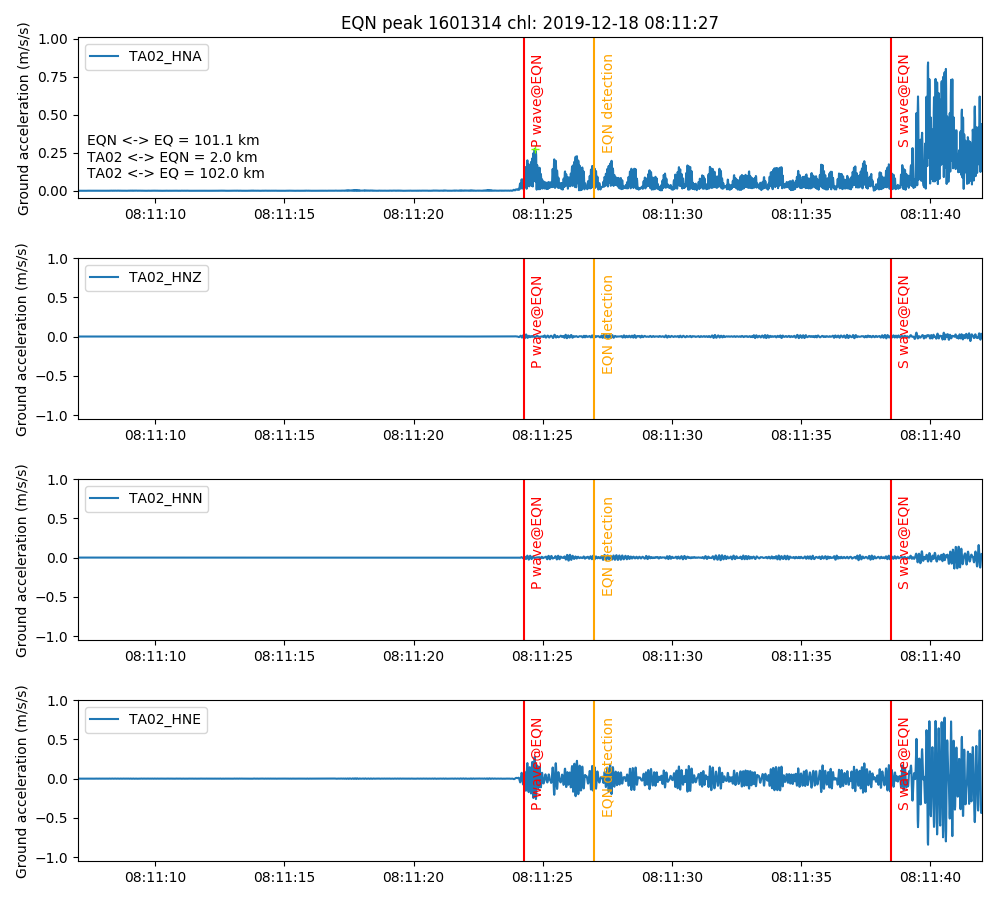 EQN peak 1601314 chl: 2019-12-18 08:11:27
Ground acceleration (m/s/s)
1.00
0.75
0.50
0.25
0.00
TA02_HNA
EQN <-> EQ = 101.1 km
TA02 <-> EQN = 2.0 km
TA02 <-> EQ = 102.0 km
P wave@EQN
EQN detection
S wave@EQN
08:11:10 08:11:15 08:11:20 08:11:25 08:11:30 08:11:35 08:11:40
Ground acceleration (m/s/s)
1.0
0.5
0.0
−0.5
−1.0
TA02_HNZ
P wave@EQN
EQN detection
S wave@EQN
08:11:10 08:11:15 08:11:20 08:11:25 08:11:30 08:11:35 08:11:40
Ground acceleration (m/s/s)
1.0
0.5
0.0
−0.5
−1.0
TA02_HNN
P wave@EQN
EQN detection
S wave@EQN
08:11:10 08:11:15 08:11:20 08:11:25 08:11:30 08:11:35 08:11:40
Ground acceleration (m/s/s)
1.0
0.5
0.0
−0.5
−1.0
TA02_HNE
P wave@EQN
EQN detection
S wave@EQN
08:11:10 08:11:15 08:11:20 08:11:25 08:11:30 08:11:35 08:11:40